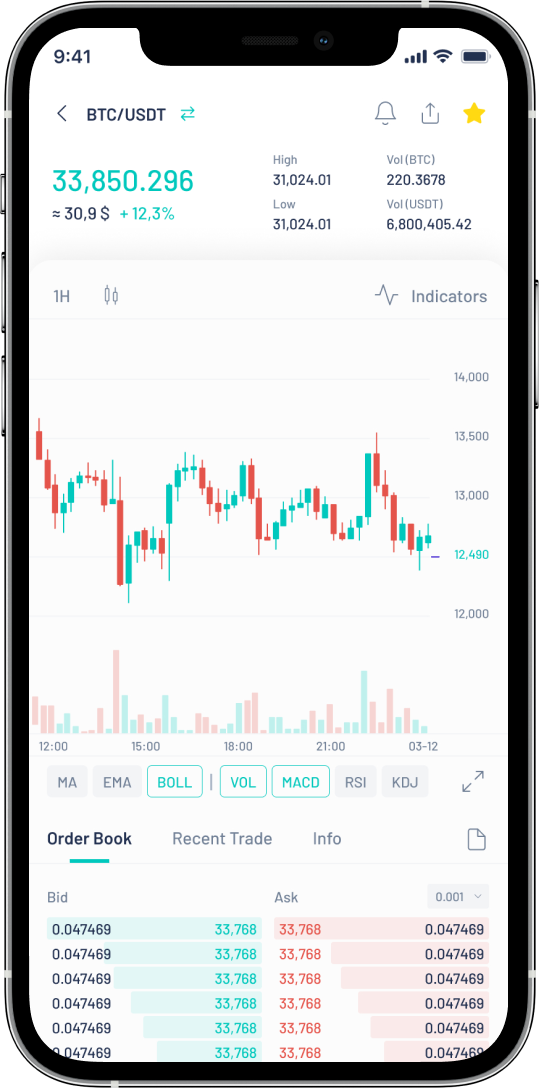 9:41
BTC/USDT
33,850.296
≈ 30,9 $ + 12,3%
High
31,024.01
Low
31,024.01
Vol (BTC)
220.3678
Vol (USDT)
6,800,405.42
1H
Indicators
14,000
13,500
13,000
12,490
12,000
12:00 15:00 18:00 21:00 03-12
MA EMA BOLL | VOL MACD RSI KDJ
Order Book Recent Trade Info
Bid Ask 0.001
0.047469 33,768 33,768 0.047469
0.047469 33,768 33,768 0.047469
0.047469 33,768 33,768 0.047469
0.047469 33,768 33,768 0.047469
0.047469 33,768 33,768 0.047469
0.047469 33,768 33,768 0.047469